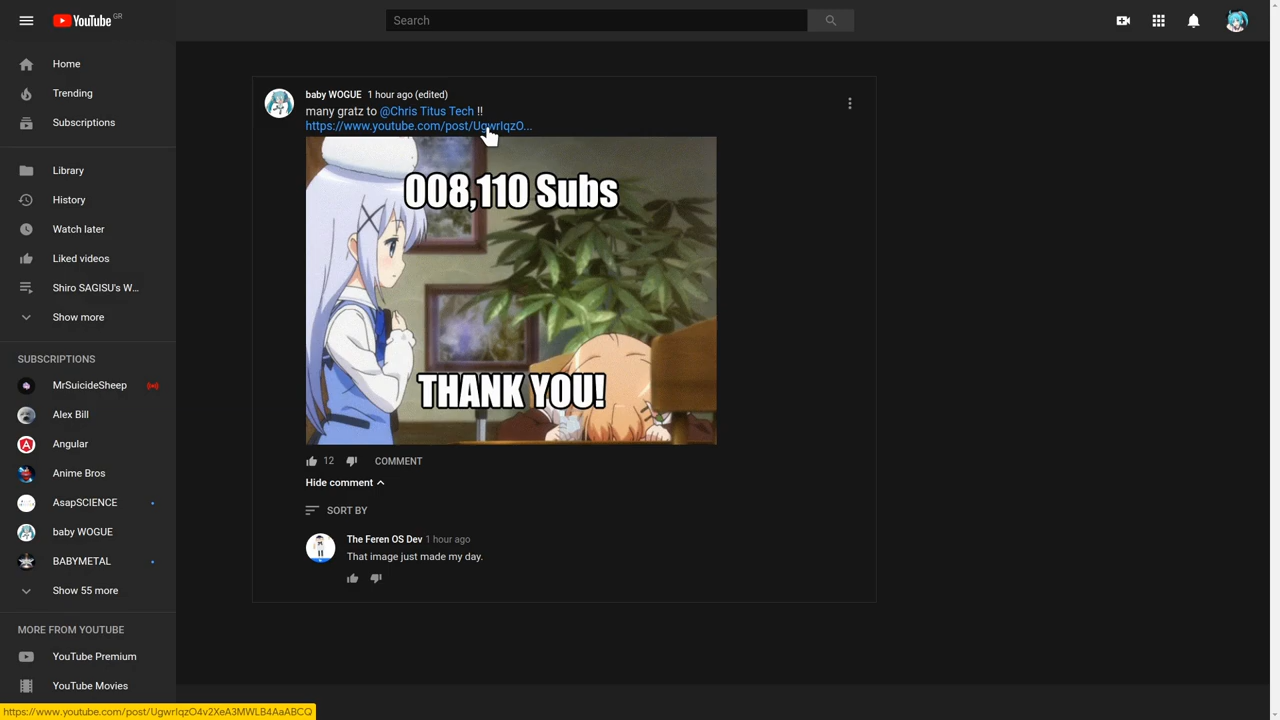 YouTube GR
Search
Home
Trending
Subscriptions
Library
History
Watch later
Liked videos
Shiro SAGISU's W...
Show more
SUBSCRIPTIONS
MrSuicideSheep
Alex Bill
Angular
Anime Bros
AsapSCIENCE
baby WOGUE
BABYMETAL
Show 55 more
MORE FROM YOUTUBE
YouTube Premium
YouTube Movies
baby WOGUE 1 hour ago (edited)
many gratz to @Chris Titus Tech !!
https://www.youtube.com/post/UgwrIqzO...
008,110 Subs
THANK YOU!
12 COMMENT
Hide comment
SORT BY
The Feren OS Dev 1 hour ago
That image just made my day.
https://www.youtube.com/post/UgwrIqzO4v2XeA3MWLB4AaABCQ